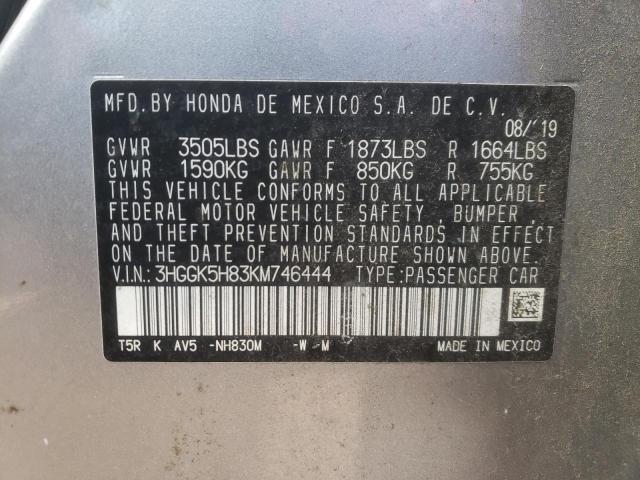 MFD.BY HONDA DE MEXICO S.A. DE C.V.
08/'19
GVWR 3505LBS GAWR F 1873LBS R 1664LBS
GVWR 1590KG GAWR F 850KG R 755KG
THIS VEHICLE CONFORMS TO ALL APPLICABLE
FEDERAL MOTOR VEHICLE SAFETY, BUMPER,
AND THEFT PREVENTION STANDARDS IN EFFECT
ON THE DATE OF MANUFACTURE SHOWN ABOVE.
V.I.N.: 3HGGK5H83KM746444 TYPE:PASSENGER CAR
T5R K AV5 -NH830M -W -M MADE IN MEXICO